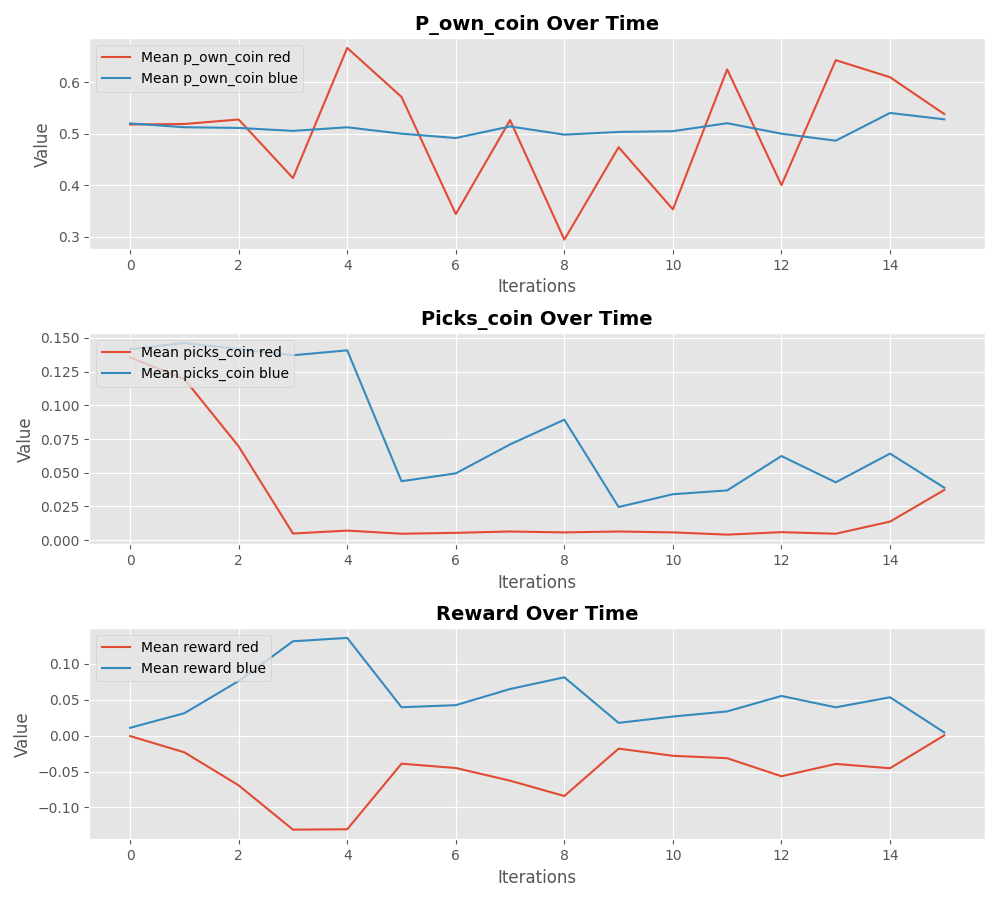 P_own_coin Over Time
Mean p_own_coin red
Mean p_own_coin blue
Value
0.6
0.5
0.4
0.3
0 2 4 6 8 10 12 14
Iterations
Picks_coin Over Time
Mean picks_coin red
Mean picks_coin blue
Value
0.150
0.125
0.100
0.075
0.050
0.025
0.000
0 2 4 6 8 10 12 14
Iterations
Reward Over Time
Mean reward red
Mean reward blue
Value
0.10
0.05
0.00
−0.05
−0.10
0 2 4 6 8 10 12 14
Iterations